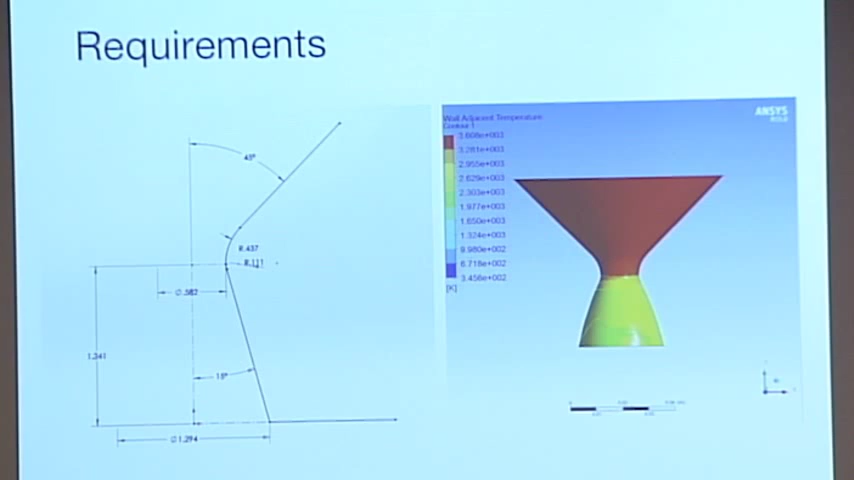 Requirements
45°
R.437
R.111
∅.582
1.341
15°
∅1.294
Wall Adjacent Temperature
Contour 1
3.608e+003
3.281e+003
2.955e+003
2.629e+003
2.303e+003
1.977e+003
1.650e+003
1.324e+003
9.980e+002
6.718e+002
3.456e+002
[K]
ANSYS